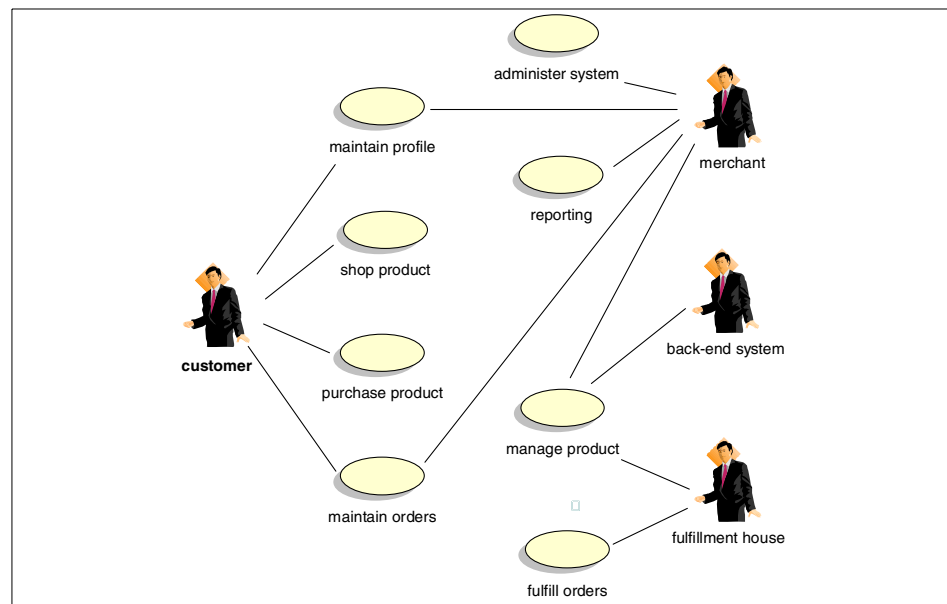 administer system
maintain profile
merchant
reporting
shop product
back-end system
customer
purchase product
manage product
maintain orders
fulfillment house
fulfill orders